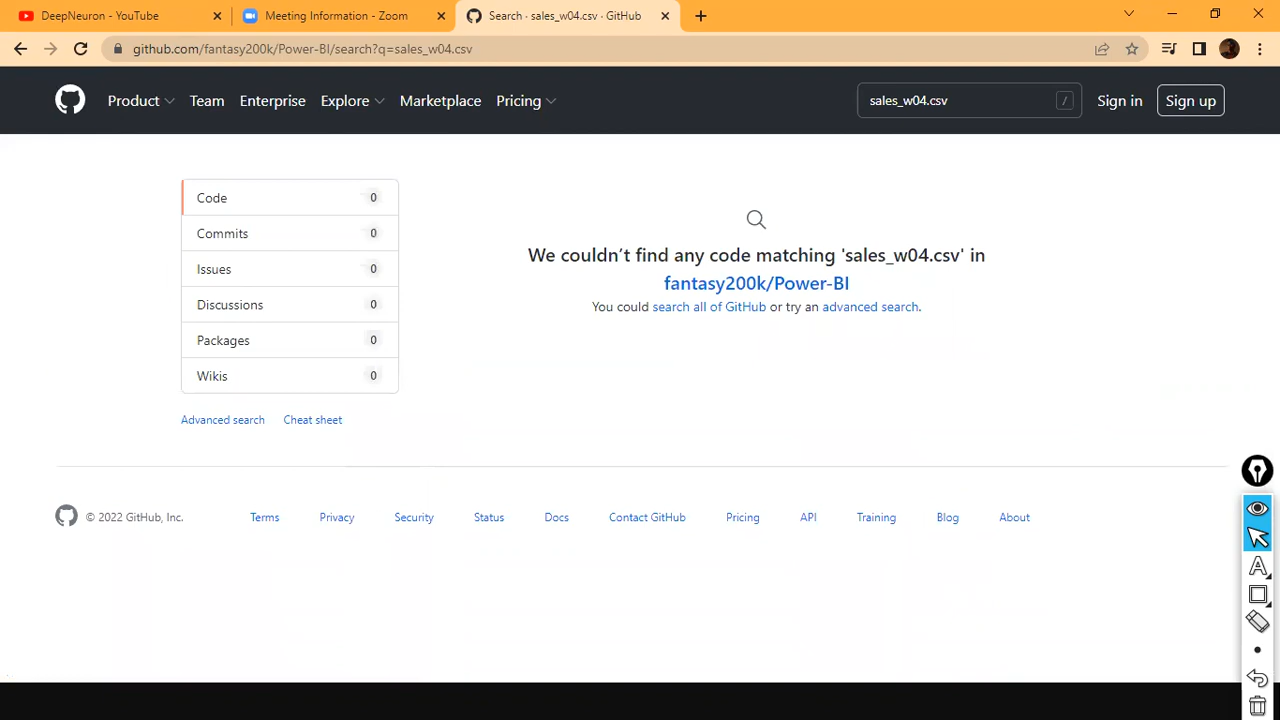 DeepNeuron - YouTube
Meeting Information - Zoom
Search · sales_w04.csv · GitHub
github.com/fantasy200k/Power-BI/search?q=sales_w04.csv
Product Team Enterprise Explore Marketplace Pricing sales_w04.csv / Sign in Sign up
Code 0
Commits 0
Issues 0
Discussions 0
Packages 0
Wikis 0
Advanced search Cheat sheet
We couldn’t find any code matching 'sales_w04.csv' in
fantasy200k/Power-BI
You could search all of GitHub or try an advanced search.
© 2022 GitHub, Inc. Terms Privacy Security Status Docs Contact GitHub Pricing API Training Blog About
A